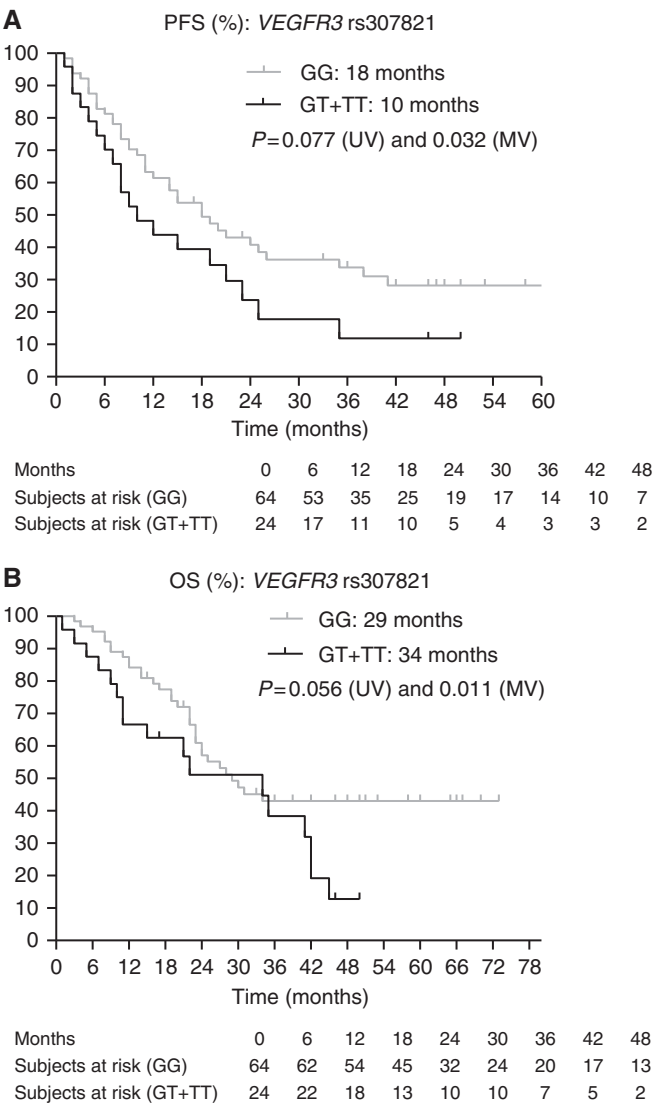 A
PFS (%): VEGFR3 rs307821
GG: 18 months
GT+TT: 10 months
P=0.077 (UV) and 0.032 (MV)
100
90
80
70
60
50
40
30
20
10
0
0 6 12 18 24 30 36 42 48 54 60
Time (months)
Months 0 6 12 18 24 30 36 42 48
Subjects at risk (GG) 64 53 35 25 19 17 14 10 7
Subjects at risk (GT+TT) 24 17 11 10 5 4 3 3 2
B
OS (%): VEGFR3 rs307821
GG: 29 months
GT+TT: 34 months
P=0.056 (UV) and 0.011 (MV)
100
90
80
70
60
50
40
30
20
10
0
0 6 12 18 24 30 36 42 48 54 60 66 72 78
Time (months)
Months 0 6 12 18 24 30 36 42 48
Subjects at risk (GG) 64 62 54 45 32 24 20 17 13
Subjects at risk (GT+TT) 24 22 18 13 10 10 7 5 2